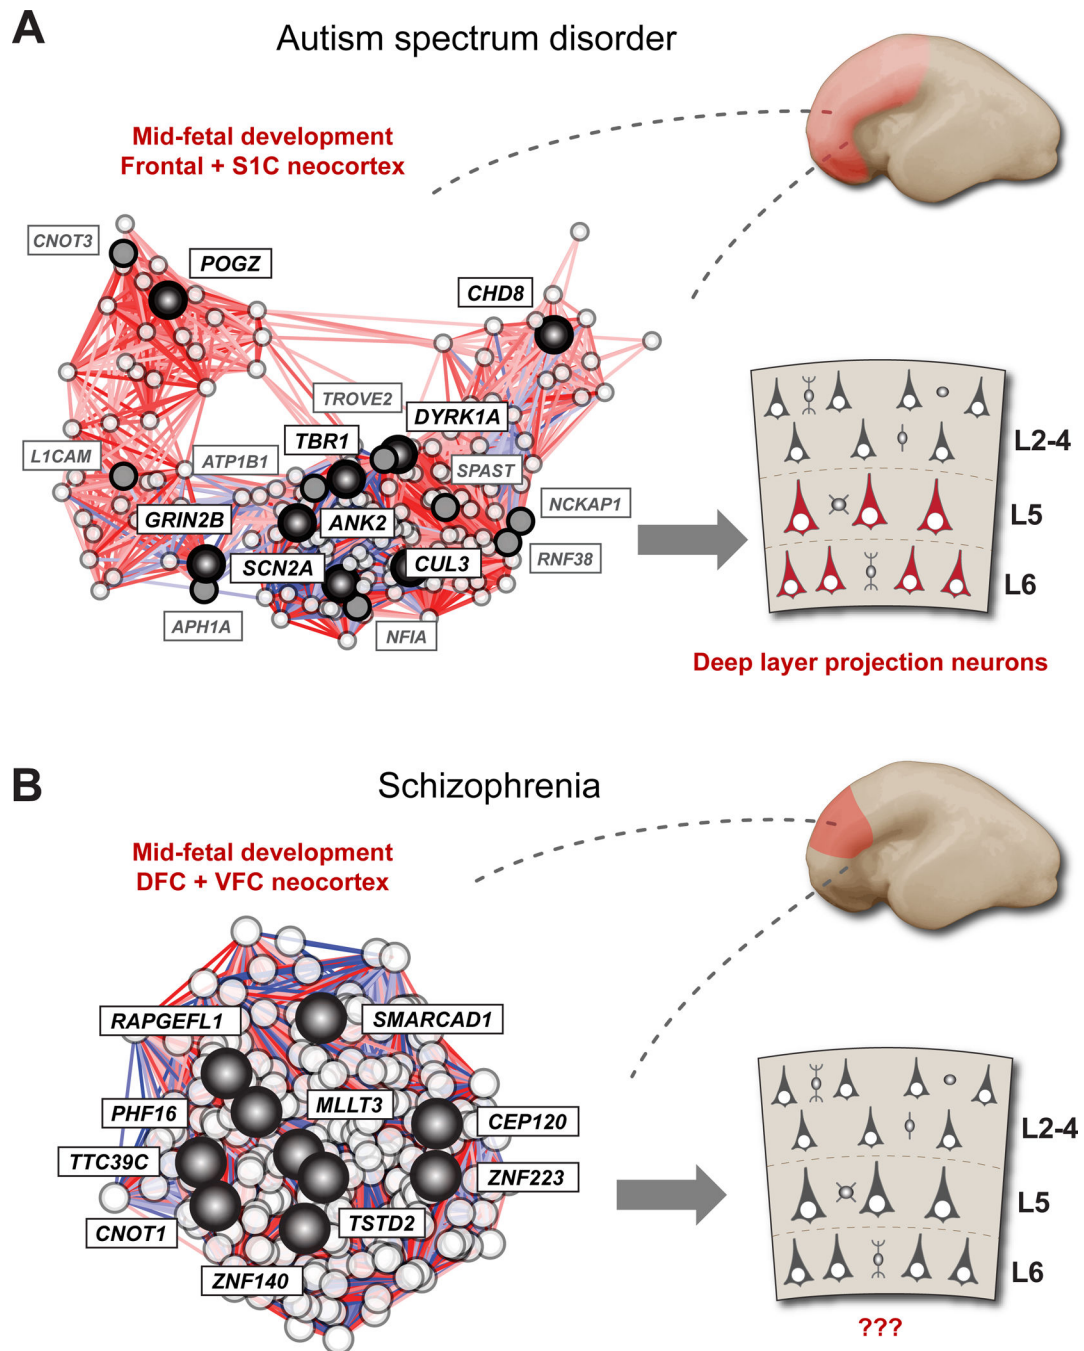 A
Autism spectrum disorder
Mid-fetal development
Frontal + S1C neocortex
CNOT3
POGZ
CHD8
TROVE2
DYRK1A
TBR1
L1CAM
ATP1B1
SPAST
NCKAP1
GRIN2B
ANK2
SCN2A
CUL3
RNF38
APH1A
NFIA
L2-4
L5
L6
Deep layer projection neurons
B
Schizophrenia
Mid-fetal development
DFC + VFC neocortex
RAPGEFL1
SMARCAD1
PHF16
MLLT3
CEP120
TTC39C
ZNF223
CNOT1
TSTD2
ZNF140
L2-4
L5
L6
???